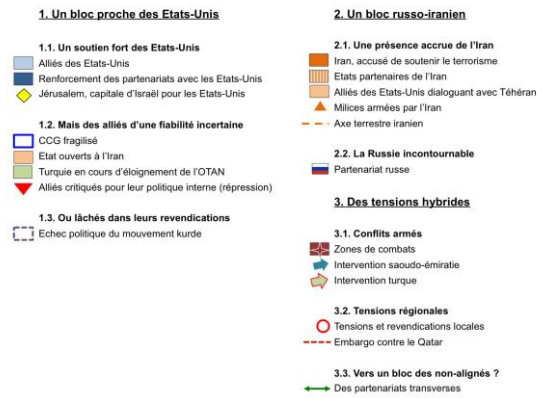 1. Un bloc proche des Etats-Unis
1.1. Un soutien fort des Etats-Unis
Alliés des Etats-Unis
Renforcement des partenariats avec les Etats-Unis
Jérusalem, capitale d'Israël pour les Etats-Unis
1.2. Mais des alliés d'une fiabilité incertaine
CCG fragilisé
Etat ouverts à l'Iran
Turquie en cours d'éloignement de l'OTAN
Alliés critiqués pour leur politique interne (répression)
1.3. Ou lâchés dans leurs revendications
Echec politique du mouvement kurde
2. Un bloc russo-iranien
2.1. Une présence accrue de l'Iran
Iran, accusé de soutenir le terrorisme
Etats partenaires de l'Iran
Alliés des Etats-Unis dialoguant avec Téhéran
Milices armées par l'Iran
Axe terrestre iranien
2.2. La Russie incontournable
Partenariat russe
3. Des tensions hybrides
3.1. Conflits armés
Zones de combats
Intervention saoudo-émiratie
Intervention turque
3.2. Tensions régionales
Tensions et revendications locales
Embargo contre le Qatar
3.3. Vers un bloc des non-alignés ?
Des partenariats transverses